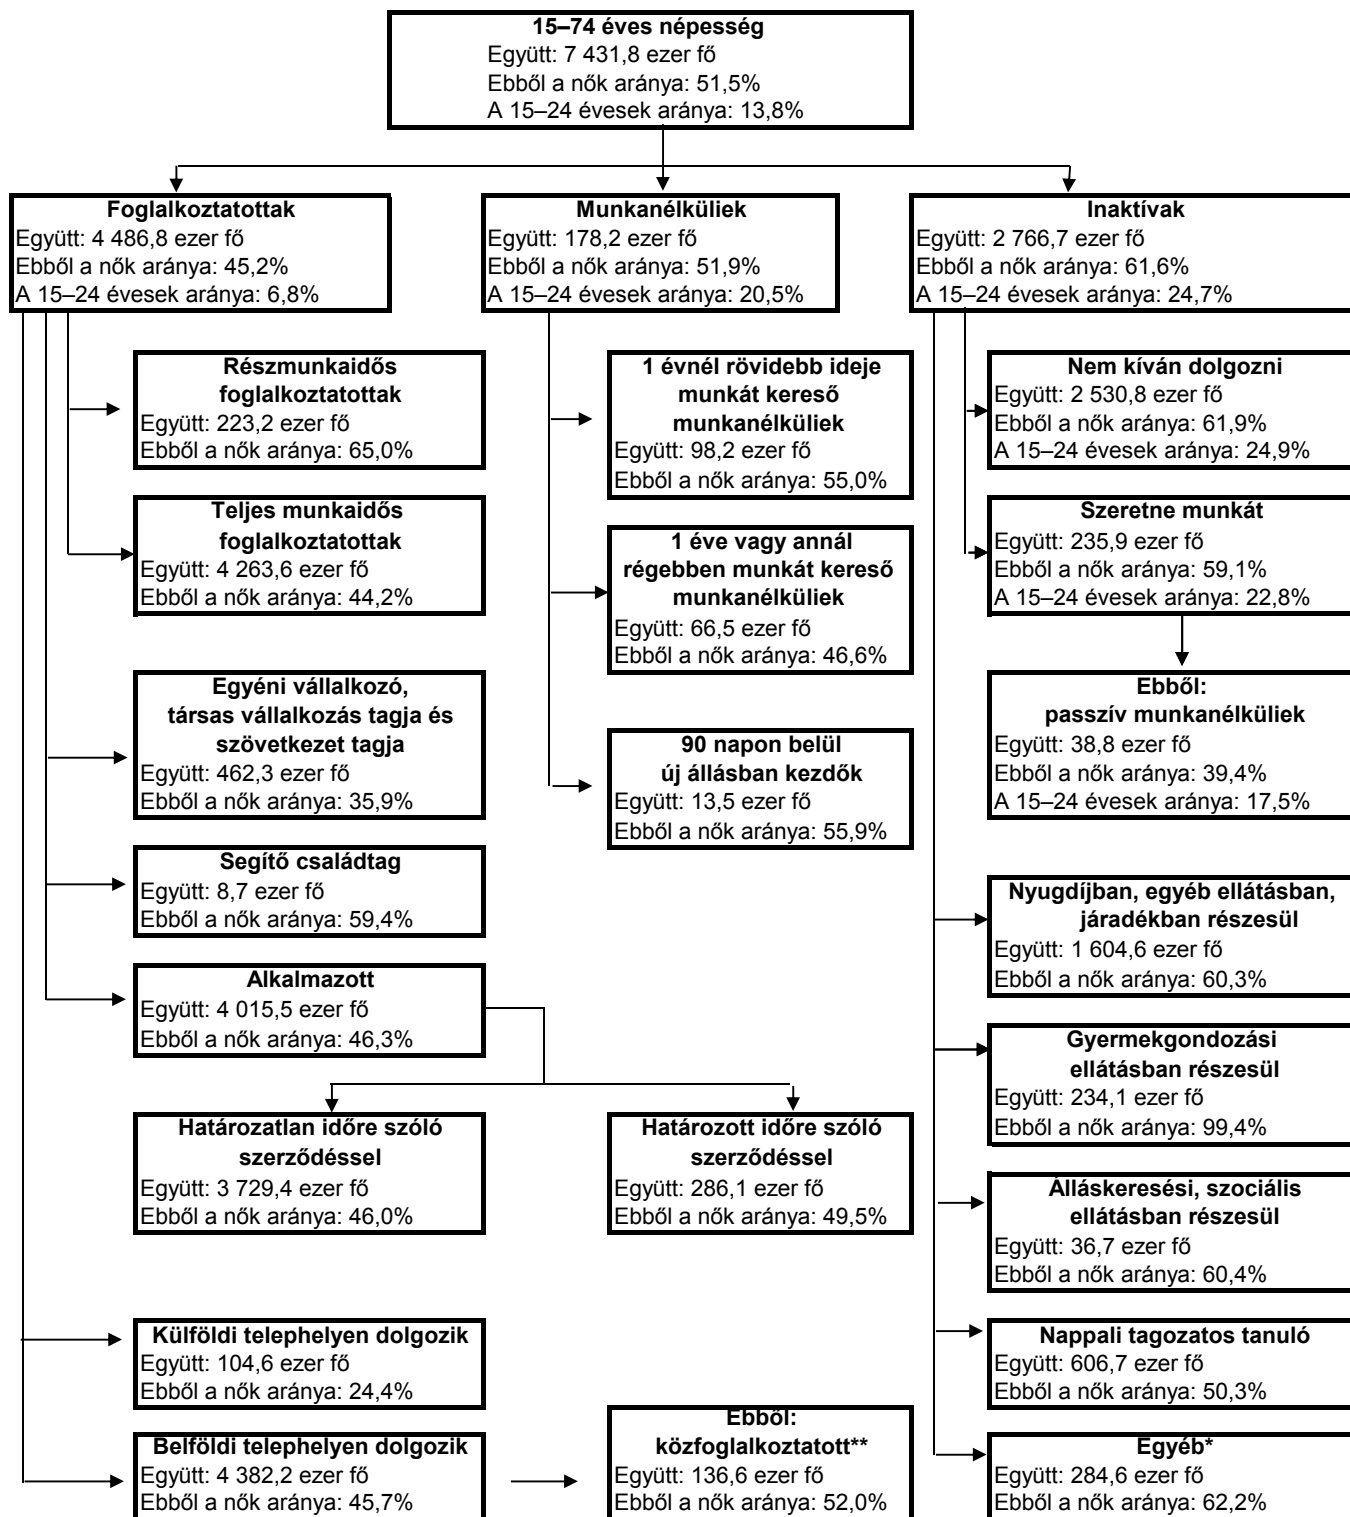 15–74 éves népesség
Együtt: 7 431,8 ezer fő
Ebből a nők aránya: 51,5%
A 15–24 évesek aránya: 13,8%
Foglalkoztatottak
Együtt: 4 486,8 ezer fő
Ebből a nők aránya: 45,2%
A 15–24 évesek aránya: 6,8%
Munkanélküliek
Együtt: 178,2 ezer fő
Ebből a nők aránya: 51,9%
A 15–24 évesek aránya: 20,5%
Inaktívak
Együtt: 2 766,7 ezer fő
Ebből a nők aránya: 61,6%
A 15–24 évesek aránya: 24,7%
Részmunkaidős
foglalkoztatottak
Együtt: 223,2 ezer fő
Ebből a nők aránya: 65,0%
Teljes munkaidős
foglalkoztatottak
Együtt: 4 263,6 ezer fő
Ebből a nők aránya: 44,2%
Egyéni vállalkozó,
társas vállalkozás tagja és
szövetkezet tagja
Együtt: 462,3 ezer fő
Ebből a nők aránya: 35,9%
Segítő családtag
Együtt: 8,7 ezer fő
Ebből a nők aránya: 59,4%
Alkalmazott
Együtt: 4 015,5 ezer fő
Ebből a nők aránya: 46,3%
Határozatlan időre szóló
szerződéssel
Együtt: 3 729,4 ezer fő
Ebből a nők aránya: 46,0%
Határozott időre szóló
szerződéssel
Együtt: 286,1 ezer fő
Ebből a nők aránya: 49,5%
Külföldi telephelyen dolgozik
Együtt: 104,6 ezer fő
Ebből a nők aránya: 24,4%
Belföldi telephelyen dolgozik
Együtt: 4 382,2 ezer fő
Ebből a nők aránya: 45,7%
Ebből:
közfoglalkoztatott**
Együtt: 136,6 ezer fő
Ebből a nők aránya: 52,0%
1 évnél rövidebb ideje
munkát kereső
munkanélküliek
Együtt: 98,2 ezer fő
Ebből a nők aránya: 55,0%
1 éve vagy annál
régebben munkát kereső
munkanélküliek
Együtt: 66,5 ezer fő
Ebből a nők aránya: 46,6%
90 napon belül
új állásban kezdők
Együtt: 13,5 ezer fő
Ebből a nők aránya: 55,9%
Nem kíván dolgozni
Együtt: 2 530,8 ezer fő
Ebből a nők aránya: 61,9%
A 15–24 évesek aránya: 24,9%
Szeretne munkát
Együtt: 235,9 ezer fő
Ebből a nők aránya: 59,1%
A 15–24 évesek aránya: 22,8%
Ebből:
passzív munkanélküliek
Együtt: 38,8 ezer fő
Ebből a nők aránya: 39,4%
A 15–24 évesek aránya: 17,5%
Nyugdíjban, egyéb ellátásban,
járadékban részesül
Együtt: 1 604,6 ezer fő
Ebből a nők aránya: 60,3%
Gyermekgondozási
ellátásban részesül
Együtt: 234,1 ezer fő
Ebből a nők aránya: 99,4%
Álláskeresési, szociális
ellátásban részesül
Együtt: 36,7 ezer fő
Ebből a nők aránya: 60,4%
Nappali tagozatos tanuló
Együtt: 606,7 ezer fő
Ebből a nők aránya: 50,3%
Egyéb*
Együtt: 284,6 ezer fő
Ebből a nők aránya: 62,2%